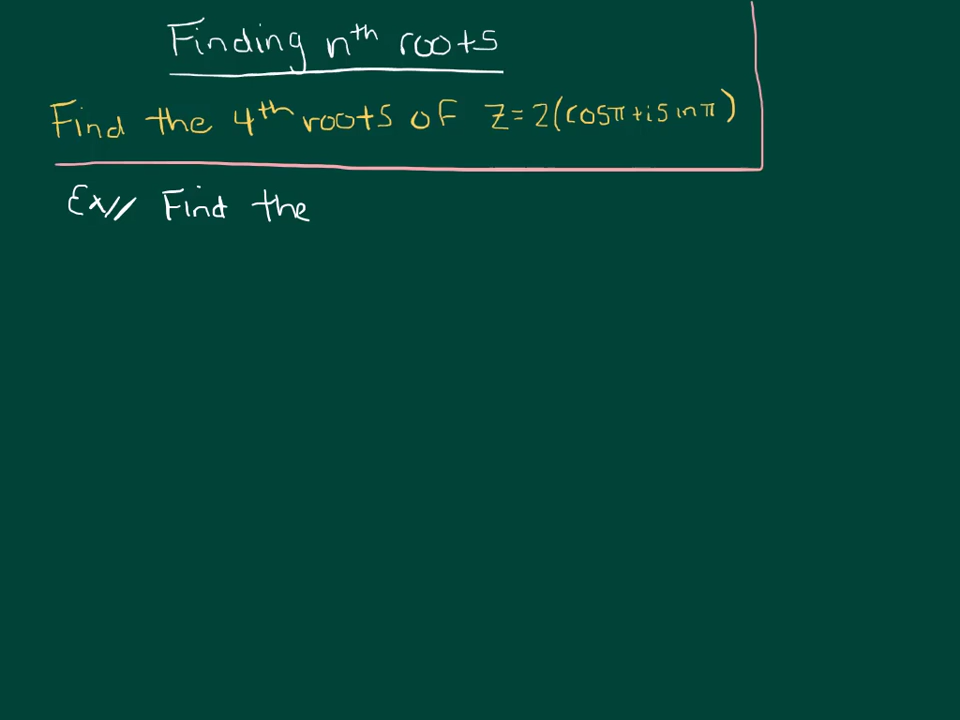 Finding nth roots
Find the 4th roots of z=2(cosπ+isinπ)
Ex// Find the